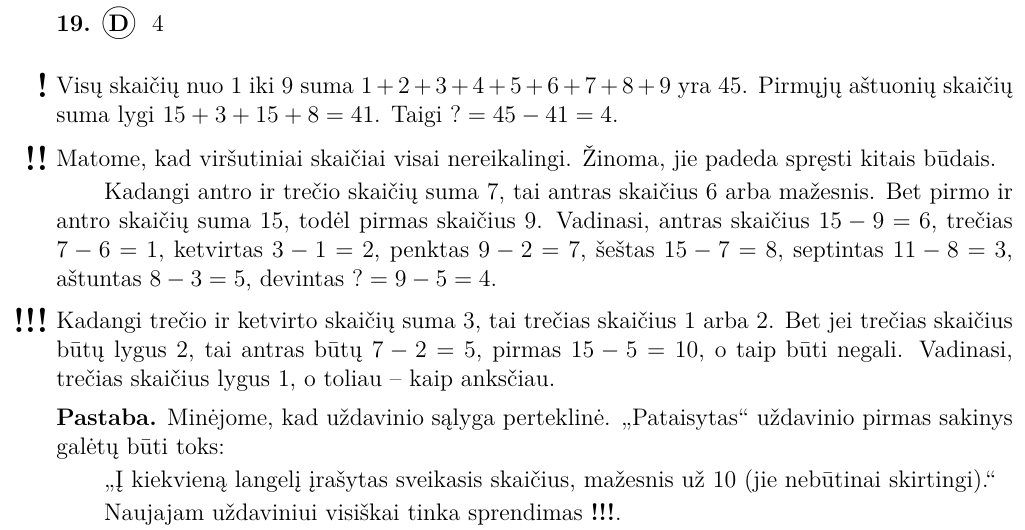 19. D 4
! Visų skaičių nuo 1 iki 9 suma 1 + 2 + 3 + 4 + 5 + 6 + 7 + 8 + 9 yra 45. Pirmųjų aštuonių skaičių
suma lygi 15 + 3 + 15 + 8 = 41. Taigi ? = 45 − 41 = 4.
!! Matome, kad viršutiniai skaičiai visai nereikalingi. Žinoma, jie padeda spręsti kitais būdais.
Kadangi antro ir trečio skaičių suma 7, tai antras skaičius 6 arba mažesnis. Bet pirmo ir
antro skaičių suma 15, todėl pirmas skaičius 9. Vadinasi, antras skaičius 15 − 9 = 6, trečias
7 − 6 = 1, ketvirtas 3 − 1 = 2, penktas 9 − 2 = 7, šeštas 15 − 7 = 8, septintas 11 − 8 = 3,
aštuntas 8 − 3 = 5, devintas ? = 9 − 5 = 4.
!!! Kadangi trečio ir ketvirto skaičių suma 3, tai trečias skaičius 1 arba 2. Bet jei trečias skaičius
būtų lygus 2, tai antras būtų 7 − 2 = 5, pirmas 15 − 5 = 10, o taip būti negali. Vadinasi,
trečias skaičius lygus 1, o toliau – kaip anksčiau.
Pastaba. Minėjome, kad uždavinio sąlyga perteklinė. „Pataisytas“ uždavinio pirmas sakinys
galėtų būti toks:
„Į kiekvieną langelį įrašytas sveikasis skaičius, mažesnis už 10 (jie nebūtinai skirtingi).“
Naujajam uždaviniui visiškai tinka sprendimas !!!.